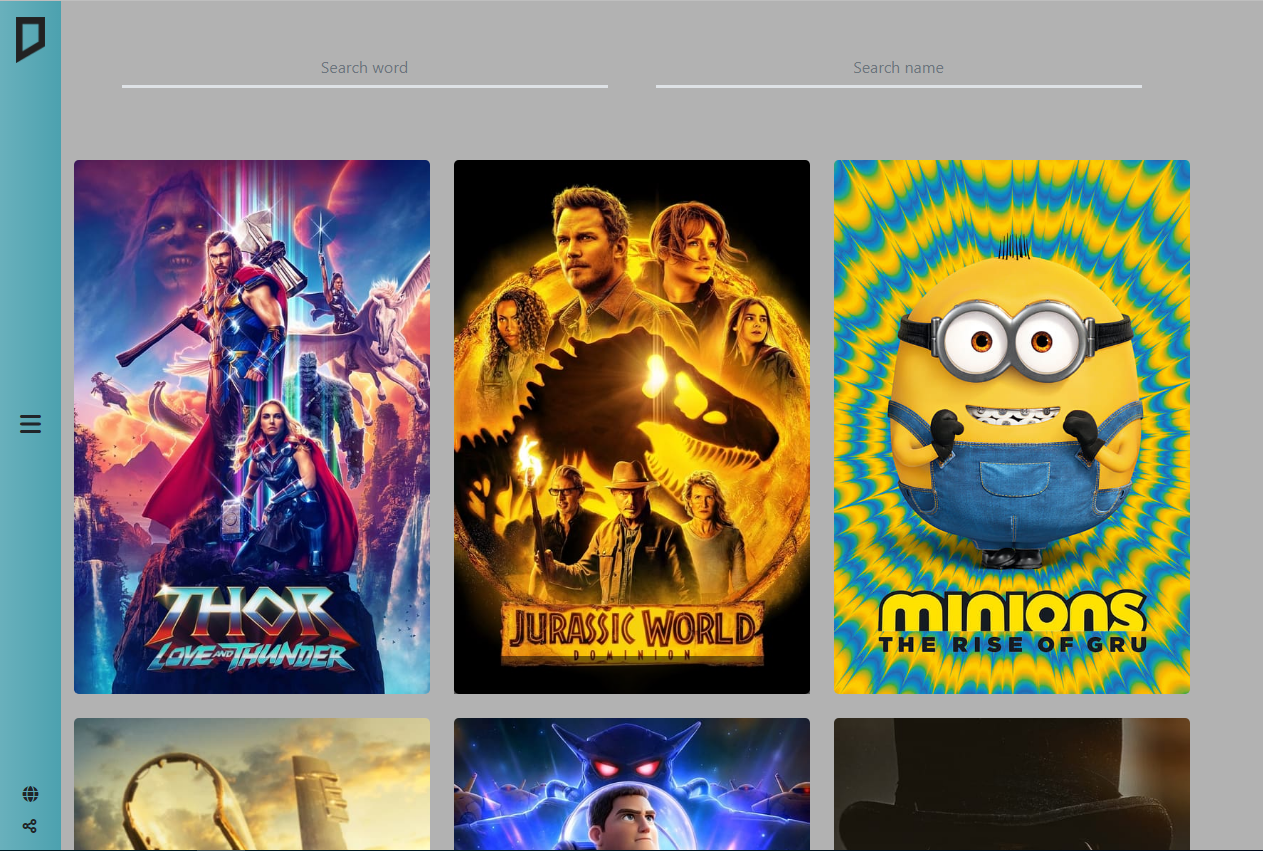 Search word
Search name
THOR
LOVE AND THUNDER
JURASSIC WORLD
DOMINION
MINIONS
THE RISE OF GRU